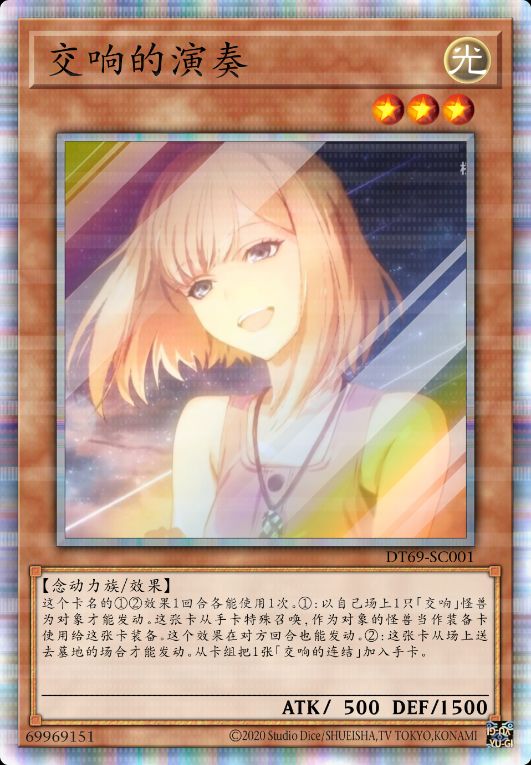 交响的演奏
光
DT69-SC001
【念动力族/效果】
这个卡名的①②效果1回合各能使用1次。①:以自己场上1只「交响」怪兽
为对象才能发动。这张卡从手卡特殊召唤,作为对象的怪兽当作装备卡
使用给这张卡装备。这个效果在对方回合也能发动。②:这张卡从场上送
去墓地的场合才能发动。从卡组把1张「交响的连结」加入手卡。
ATK/ 500 DEF/1500
69969151
©2020 Studio Dice/SHUEISHA,TV TOKYO,KONAMI